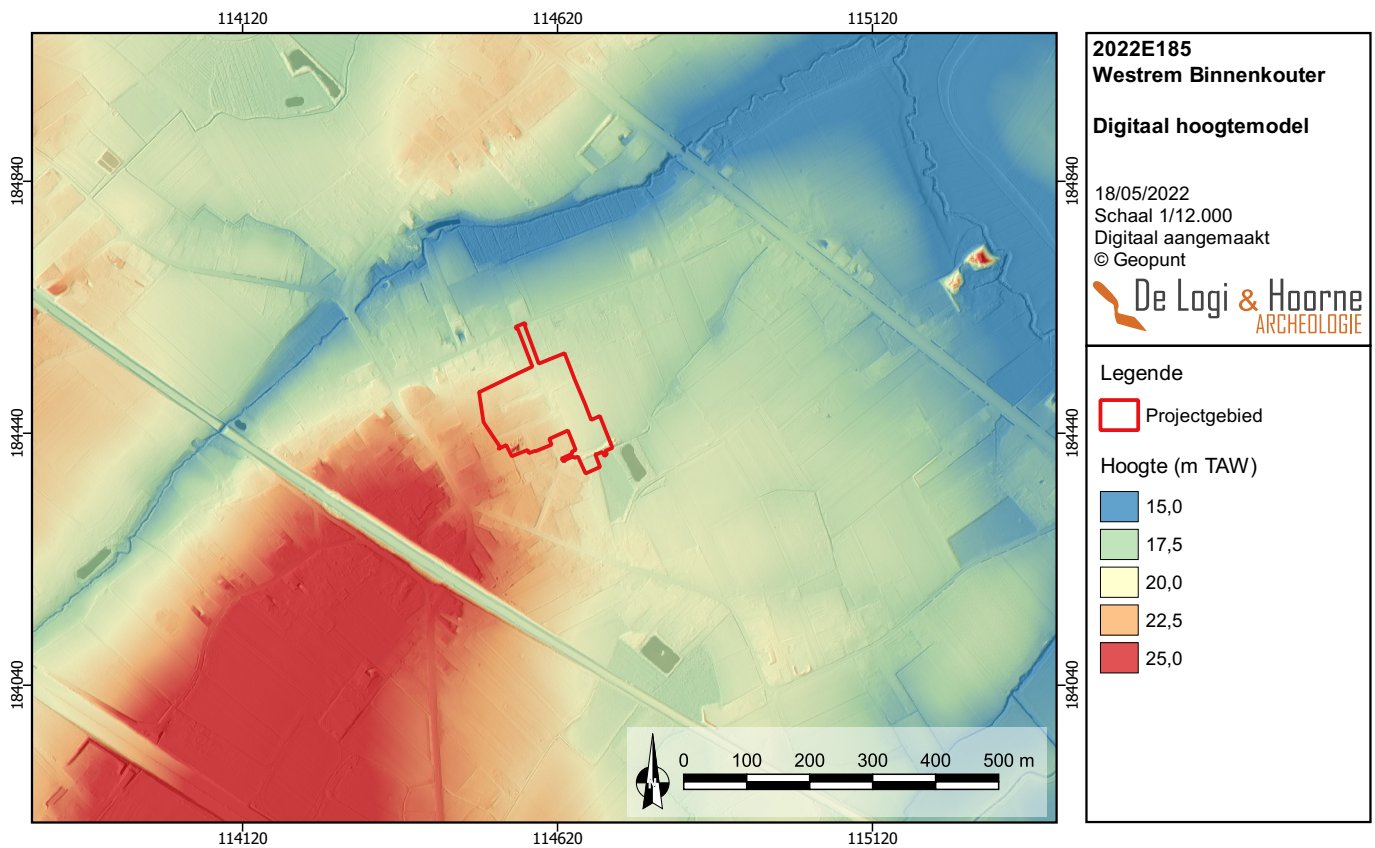 114120
114620
115120
184840
184440
184040
184840
184440
184040
114120
114620
115120
0 100 200 300 400 500 m
2022E185
Westrem Binnenkouter
Digitaal hoogtemodel
18/05/2022
Schaal 1/12.000
Digitaal aangemaakt
© Geopunt
De Logi & Hoorne
ARCHEOLOGIE
Legende
Projectgebied
Hoogte (m TAW)
15,0
17,5
20,0
22,5
25,0